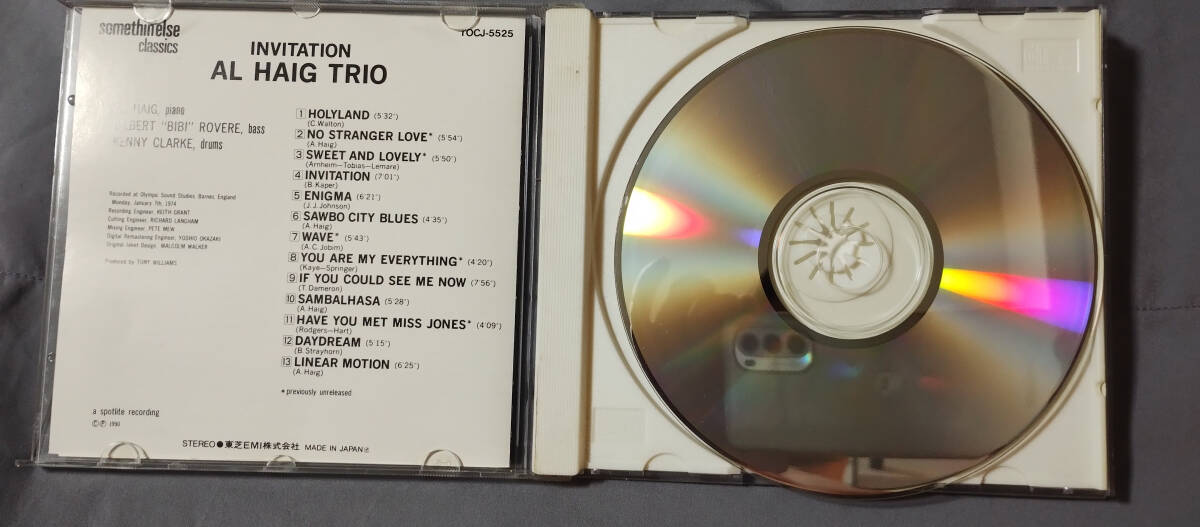 somethin'else
classics
TOCJ-5525
INVITATION
AL HAIG TRIO
HAIG, piano
"BIBI" ROVERE, bass
KENNY CLARKE, drums
Recorded at Olympic Sound Studios, Barnes, England
Monday, January 7th, 1974
Recording Engineer, KEITH GRANT
Cutting Engineer, RICHARD LANGHAM
Mixing Engineer, PETE MEW
Digital Remastering Engineer, YOSHIO OKAZAKI
Original Jaket Design, MALCOLM WALKER
Produced by TONY WILLIAMS
1 HOLYLAND (5'32")
(C.Walton)
2 NO STRANGER LOVE* (5'54")
(A.Haig)
3 SWEET AND LOVELY* (5'50")
(Arnheim-Tobias-Lemare)
4 INVITATION (7'01")
(B.Kaper)
5 ENIGMA (6'21")
(J.J.Johnson)
6 SAWBO CITY BLUES (4'35")
(A.Haig)
7 WAVE* (5'43")
(A.C.Jobim)
8 YOU ARE MY EVERYTHING* (4'20")
(Kaye-Springer)
9 IF YOU COULD SEE ME NOW (7'56")
(T.Dameron)
10 SAMBALHASA (5'28")
(A.Haig)
11 HAVE YOU MET MISS JONES* (4'09")
(Rodgers-Hart)
12 DAYDREAM (5'15")
(B.Strayhorn)
13 LINEAR MOTION (6'25")
(A.Haig)
*previously unreleased
a spotlite recording
©℗ 1990
STEREO●東芝EMI株式会社 MADE IN JAPAN